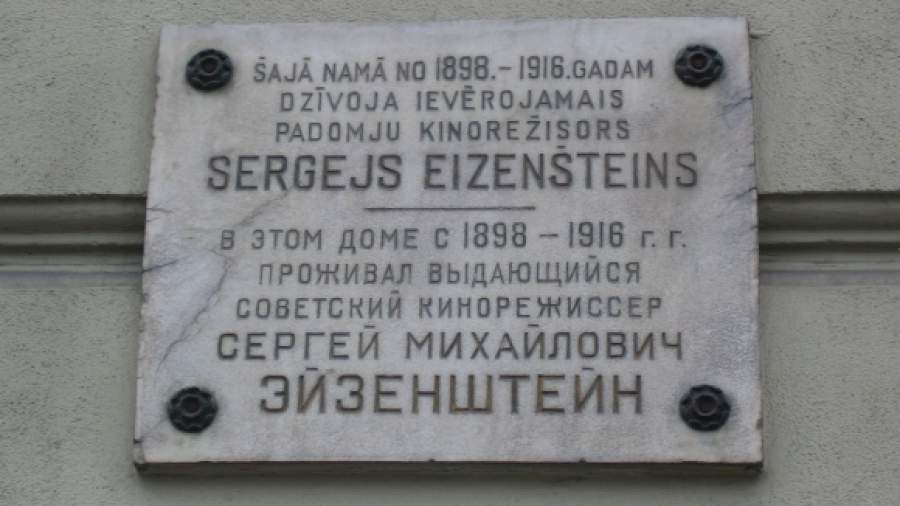 ŠAJĀ NAMĀ NO 1898.-1916.GADAM
DZĪVOJA IEVĒROJAMAIS
PADOMJU KINOREŽISORS
SERGEJS EIZENŠTEINS
В ЭТОМ ДОМЕ С 1898 – 1916 Г. Г.
ПРОЖИВАЛ ВЫДАЮЩИЙСЯ
СОВЕТСКИЙ КИНОРЕЖИССЕР
СЕРГЕЙ МИХАЙЛОВИЧ
ЭЙЗЕНШТЕЙН